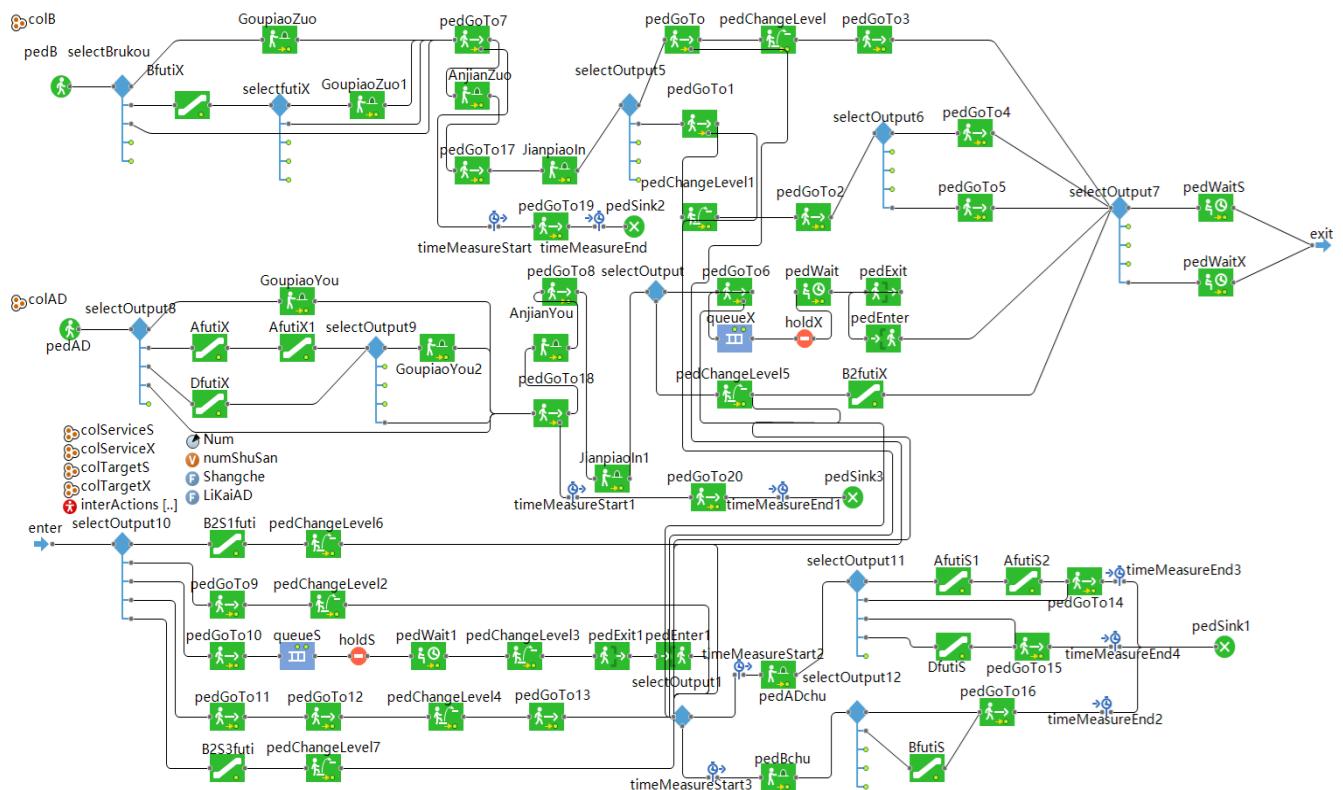 colB
GoupiaoZuo
pedGoTo7
pedGoTo
pedChangeLevel
pedGoTo3
pedB
selectBrukou
BfutiX
selectfutiX
GoupiaoZuo1
AnjianZuo
selectOutput5
pedGoTo1
selectOutput6
pedGoTo4
pedGoTo17
JianpiaoIn
pedChangeLevel1
pedGoTo2
pedGoTo5
selectOutput7
pedWaitS
pedGoTo19
pedSink2
timeMeasureStart
timeMeasureEnd
exit
colAD
selectOutput8
GoupiaoYou
pedGoTo8
selectOutput
pedGoTo6
pedWait
pedExit
pedWaitX
pedAD
AfutiX
AfutiX1
selectOutput9
AnjianYou
queueX
holdX
pedEnter
GoupiaoYou2
DfutiX
pedGoTo18
pedChangeLevel5
B2futiX
colServiceS
colServiceX
colTargetS
colTargetX
interActions [..]
Num
numShuSan
Shangche
LiKaiAD
JianpiaoIn1
pedGoTo20
pedSink3
timeMeasureStart1
timeMeasureEnd1
enter
selectOutput10
B2S1futi
pedChangeLevel6
pedGoTo9
pedChangeLevel2
selectOutput11
AfutiS1
AfutiS2
timeMeasureEnd3
pedGoTo14
pedGoTo10
queueS
holdS
pedWait1
pedChangeLevel3
pedExit1
pedEnter1
pedSink1
timeMeasureStart2
DfutiS
pedGoTo15
timeMeasureEnd4
selectOutput1
pedADchu
selectOutput12
pedGoTo11
pedGoTo12
pedChangeLevel4
pedGoTo13
pedGoTo16
timeMeasureEnd2
B2S3futi
pedChangeLevel7
BfutiS
timeMeasureStart3
pedBchu